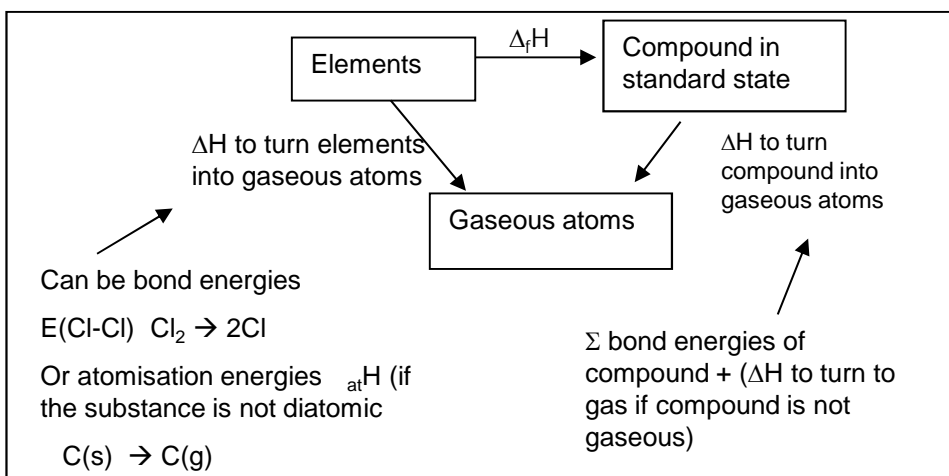 Elements
Δ_fH
Compound in
standard state
ΔH to turn elements
into gaseous atoms
ΔH to turn
compound into
gaseous atoms
Gaseous atoms
Can be bond energies
E(Cl-Cl) Cl₂ → 2Cl
Or atomisation energies ₐₜH (if
the substance is not diatomic
C(s) → C(g)
Σ bond energies of
compound + (ΔH to turn to
gas if compound is not
gaseous)